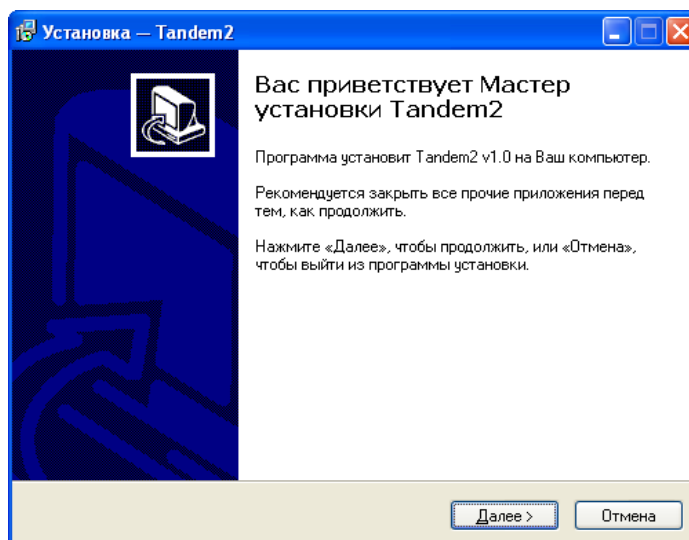 Установка — Tandem2
Вас приветствует Мастер
установки Tandem2
Программа установит Tandem2 v1.0 на Ваш компьютер.
Рекомендуется закрыть все прочие приложения перед
тем, как продолжить.
Нажмите «Далее», чтобы продолжить, или «Отмена»,
чтобы выйти из программы установки.
Далее >
Отмена